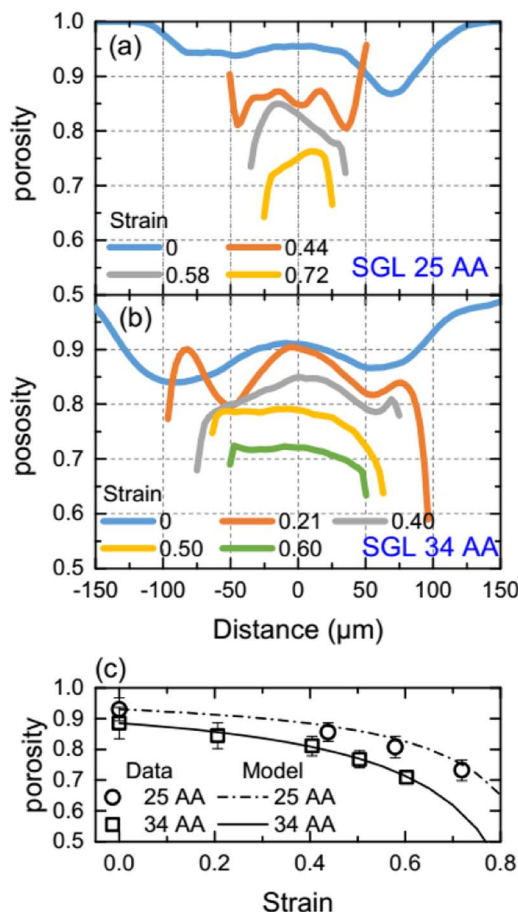 (a)
1.0
0.9
0.8
0.7
0.6
0.5
porosity
Strain
0 0.44
0.58 0.72
SGL 25 AA
(b)
0.9
0.8
0.7
0.6
0.5
pososity
Strain
0 0.21 0.40
0.50 0.60
SGL 34 AA
-150 -100 -50 0 50 100 150
Distance (µm)
(c)
1.0
0.9
0.8
0.7
0.6
0.5
porosity
Data Model
25 AA 25 AA
34 AA 34 AA
0.0 0.2 0.4 0.6 0.8
Strain